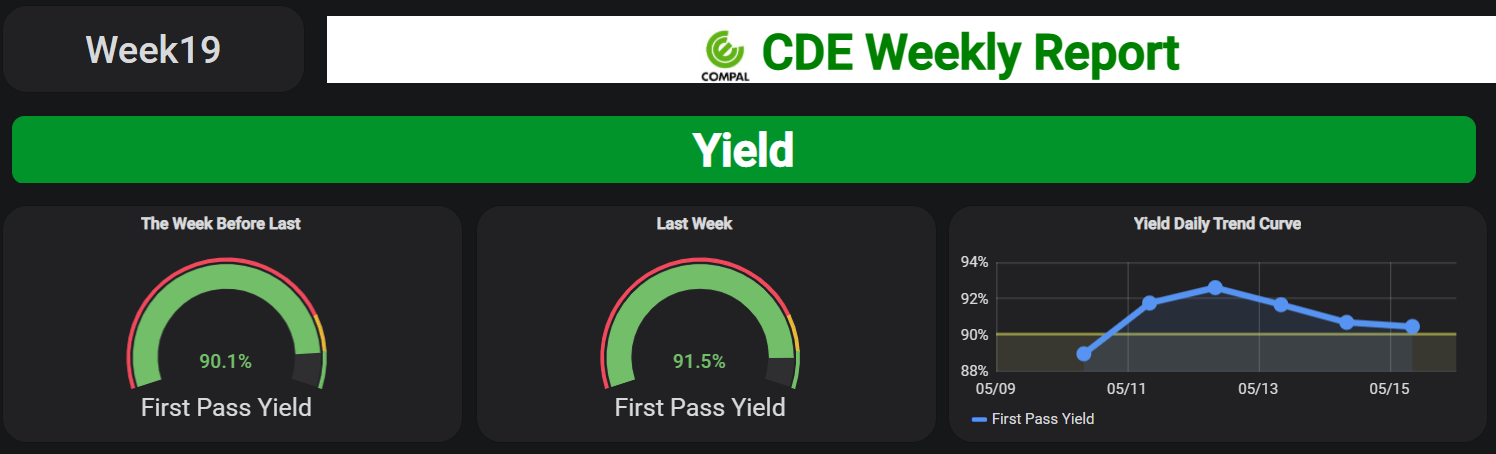 Week19
COMPAL
CDE Weekly Report
Yield
The Week Before Last
90.1%
First Pass Yield
Last Week
91.5%
First Pass Yield
Yield Daily Trend Curve
94%
92%
90%
88%
05/09 05/11 05/13 05/15
First Pass Yield